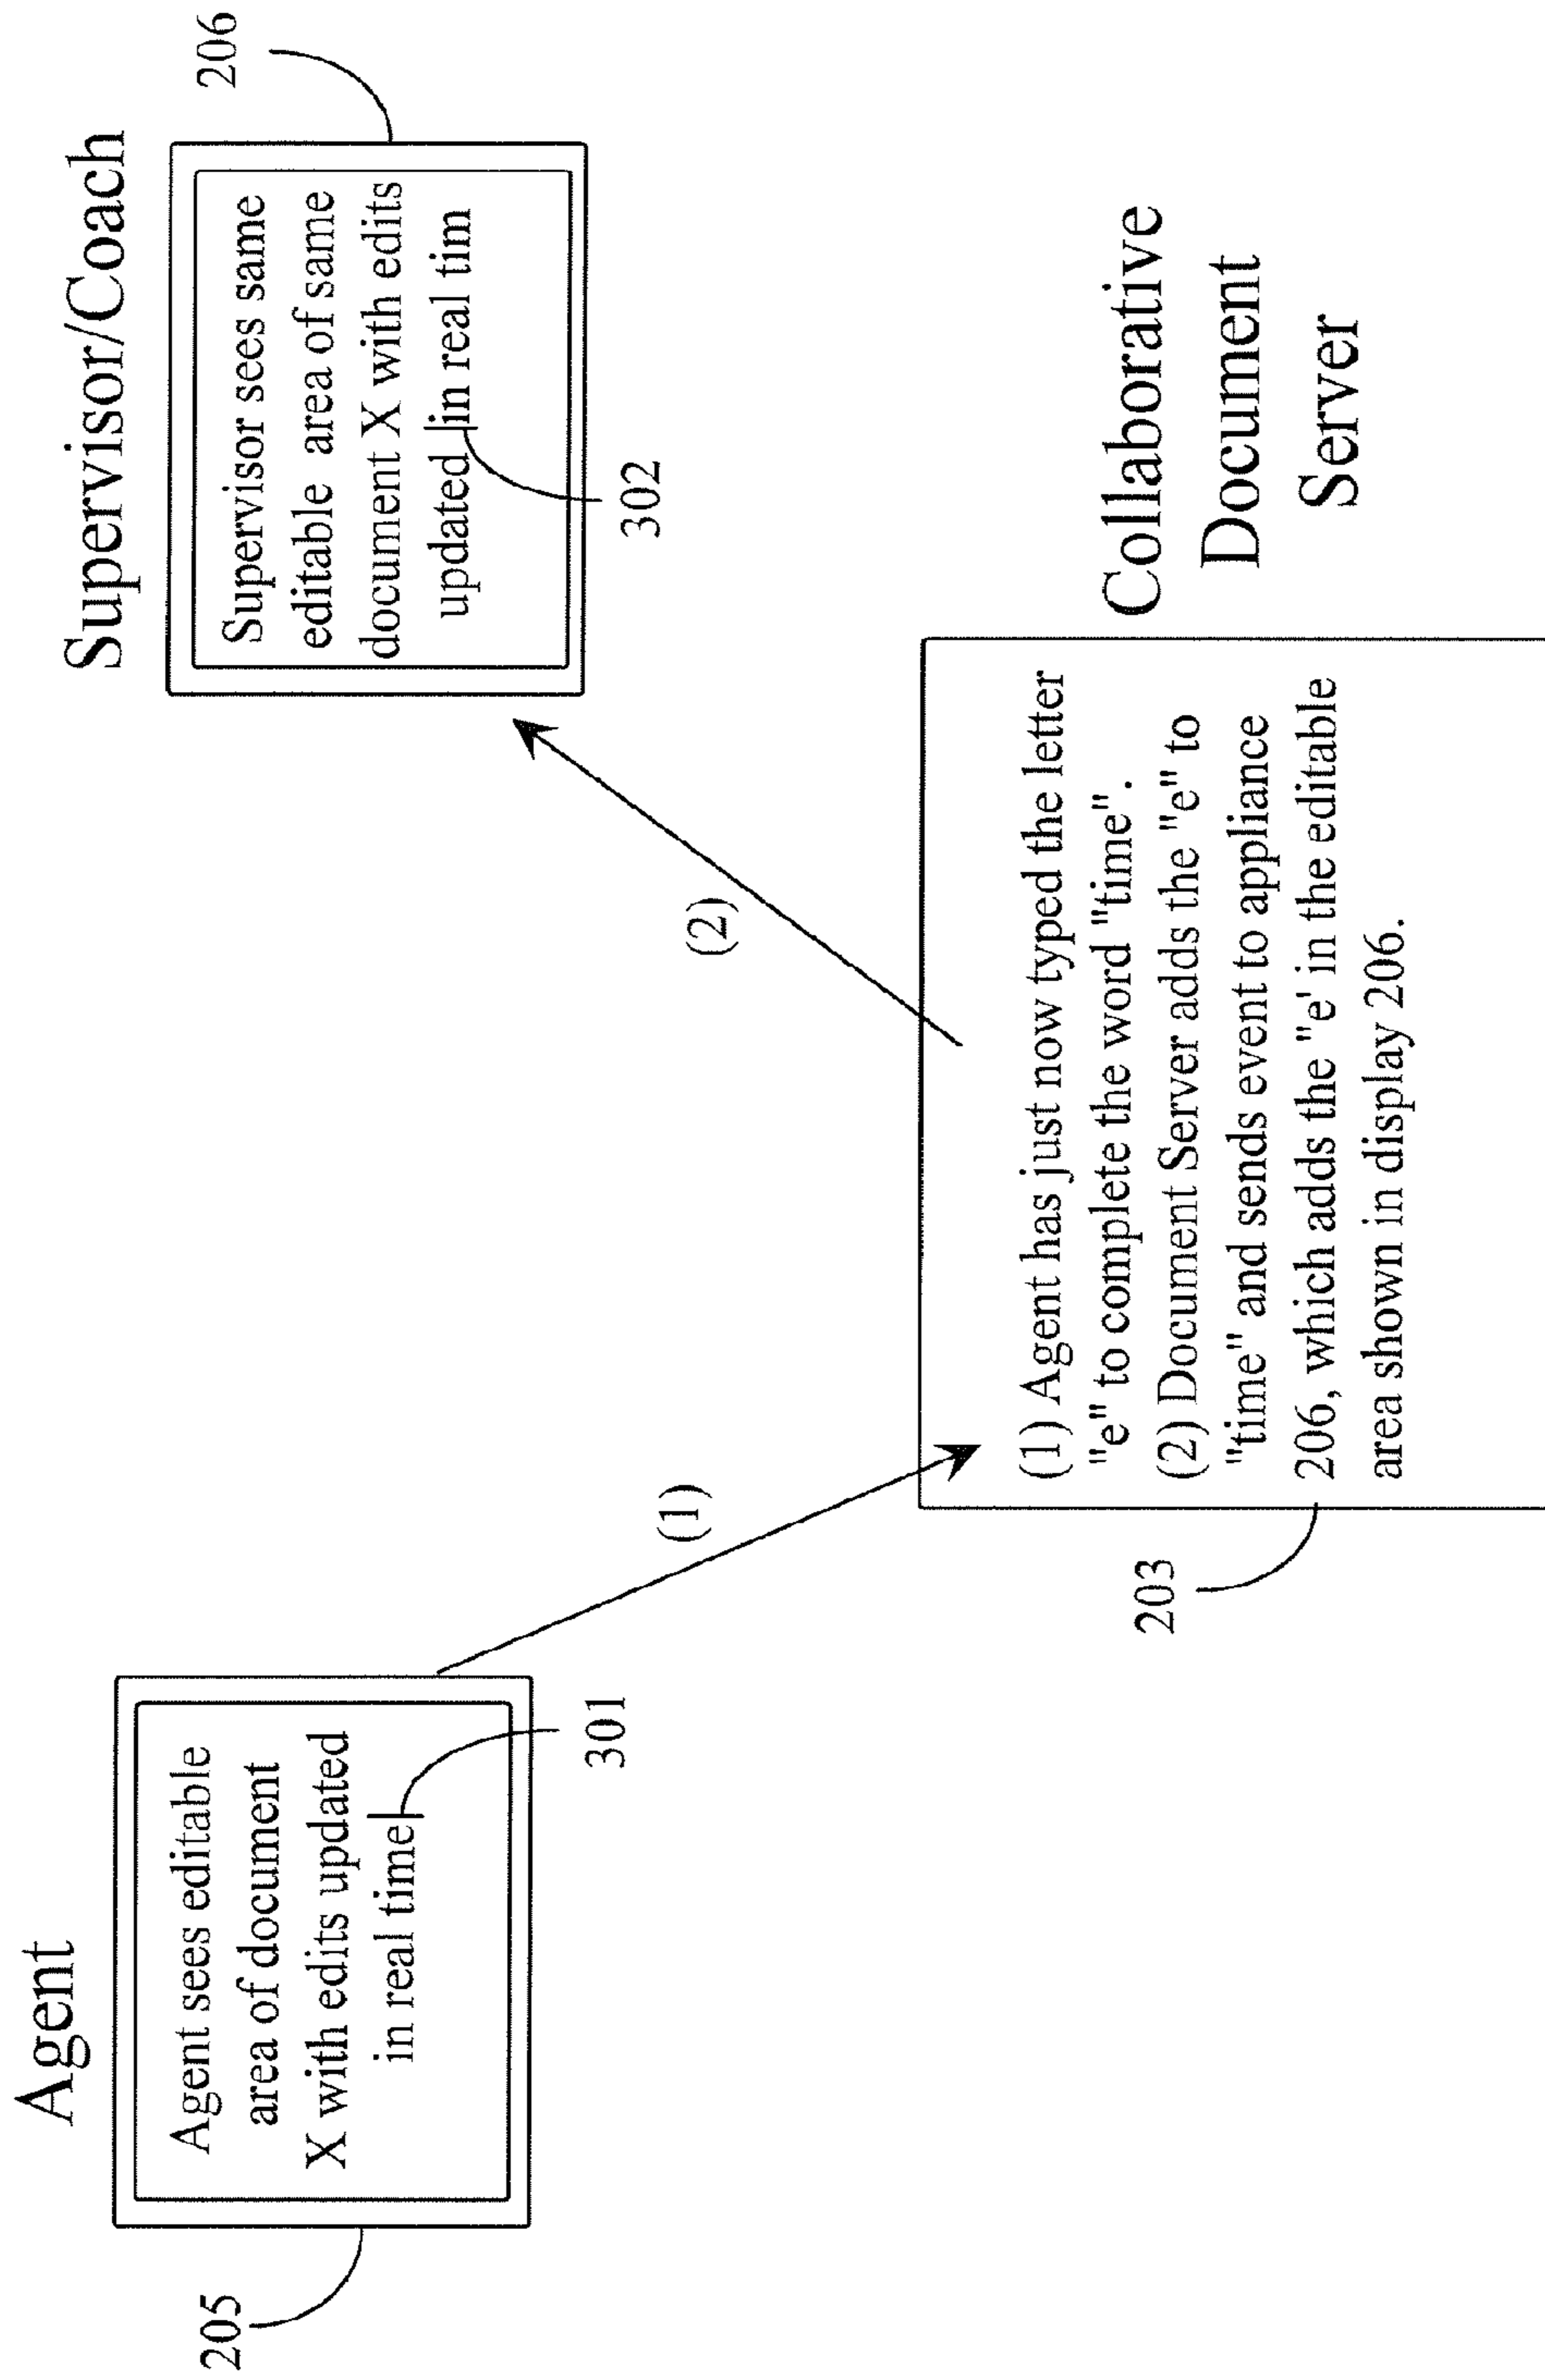 Agent
205
Agent sees editable
area of document
X with edits updated
in real time
301
Supervisor/Coach
206
Supervisor sees same
editable area of same
document X with edits
updated in real tim
302
(1)
(2)
203
(1) Agent has just now typed the letter
"e" to complete the word "time".
(2) Document Server adds the "e" to
"time" and sends event to appliance
206, which adds the "e' in the editable
area shown in display 206.
Collaborative
Document
Server